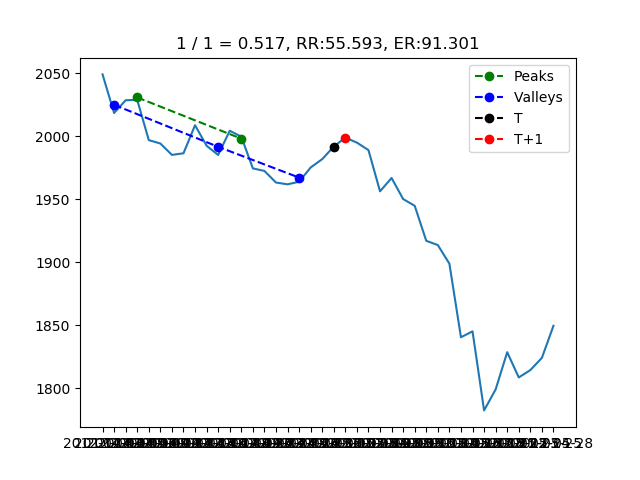 1 / 1 = 0.517, RR:55.593, ER:91.301
Peaks
Valleys
T
T+1
2050
2000
1950
1900
1850
1800